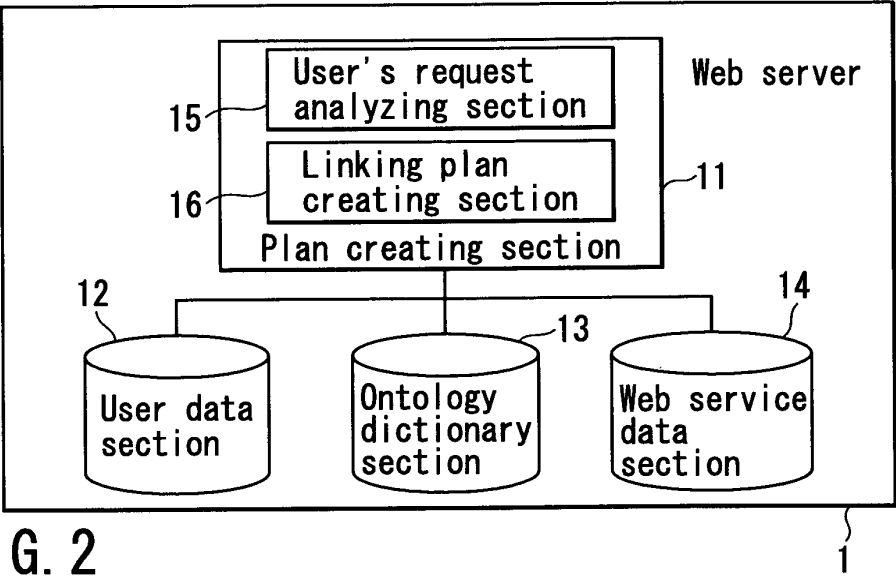 User's request
analyzing section
15
Web server
Linking plan
creating section
16
11
Plan creating section
12
13
14
User data
section
Ontology
dictionary
section
Web service
data
section
G. 2
1